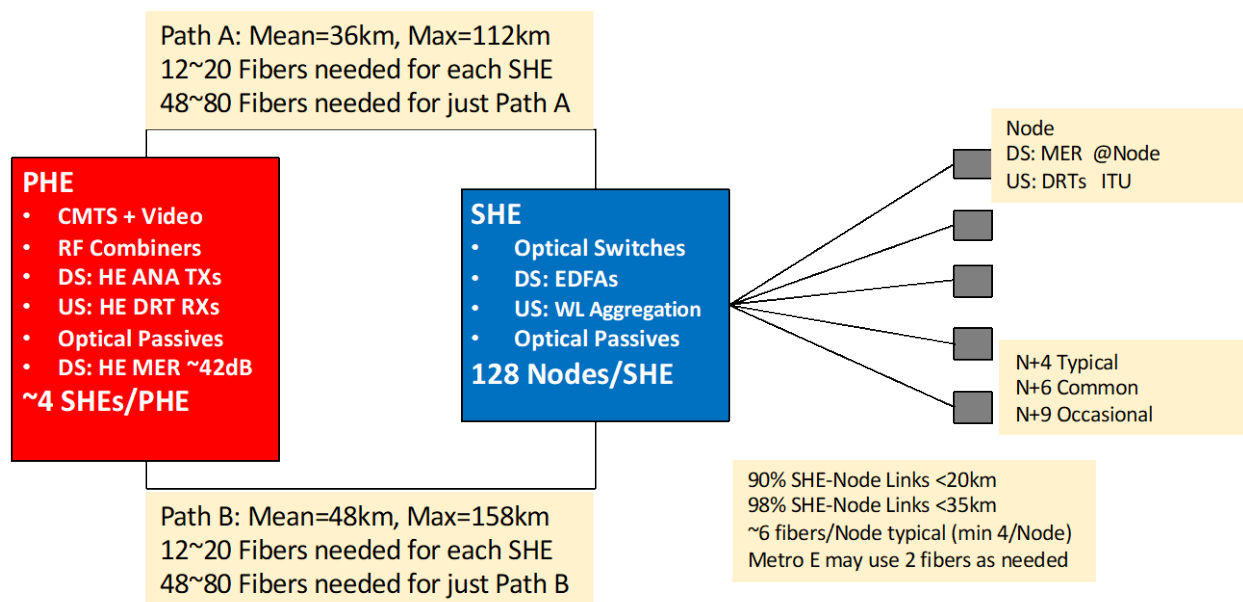 Path A: Mean=36km, Max=112km
12~20 Fibers needed for each SHE
48~80 Fibers needed for just Path A
PHE
• CMTS + Video
• RF Combiners
• DS: HE ANA TXs
• US: HE DRT RXs
• Optical Passives
• DS: HE MER ~42dB
~4 SHEs/PHE
SHE
• Optical Switches
• DS: EDFAs
• US: WL Aggregation
• Optical Passives
128 Nodes/SHE
Node
DS: MER @Node
US: DRTs ITU
N+4 Typical
N+6 Common
N+9 Occasional
90% SHE-Node Links <20km
98% SHE-Node Links <35km
~6 fibers/Node typical (min 4/Node)
Metro E may use 2 fibers as needed
Path B: Mean=48km, Max=158km
12~20 Fibers needed for each SHE
48~80 Fibers needed for just Path B